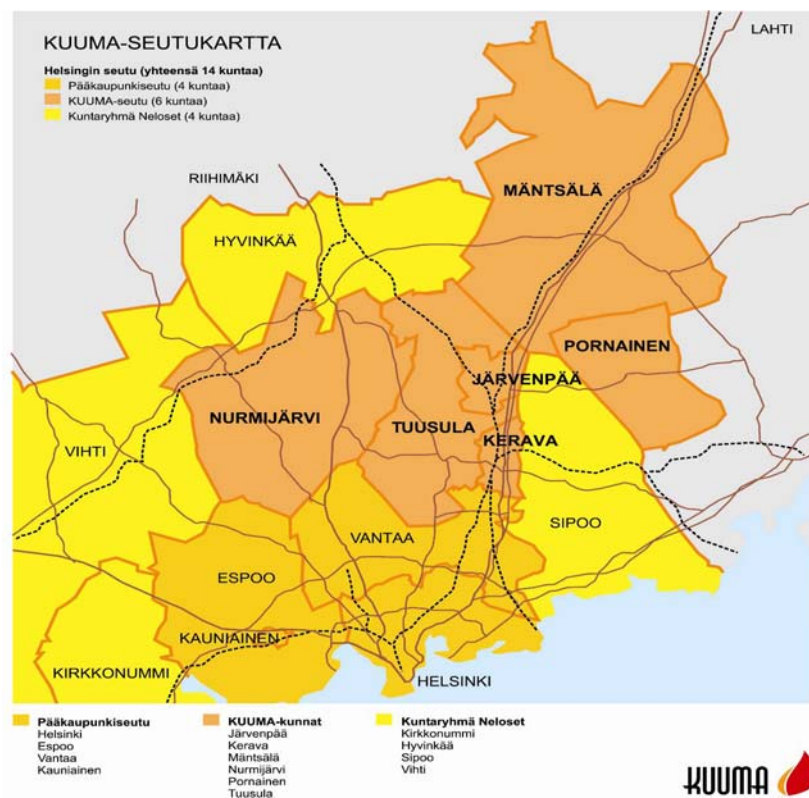 KUUMA-SEUTUKARTTA
Helsingin seutu (yhteensä 14 kuntaa)
Pääkaupunkiseutu (4 kuntaa)
KUUMA-seutu (6 kuntaa)
Kuntaryhmä Neloset (4 kuntaa)
LAHTI
RIIHIMÄKI
MÄNTSÄLÄ
HYVINKÄÄ
PORNAINEN
JÄRVENPÄÄ
NURMIJÄRVI
TUUSULA
KERAVA
VIHTI
SIPOO
VANTAA
ESPOO
KAUNIAINEN
KIRKKONUMMI
HELSINKI
Pääkaupunkiseutu
Helsinki
Espoo
Vantaa
Kauniainen
KUUMA-kunnat
Järvenpää
Kerava
Mäntsälä
Nurmijärvi
Pornainen
Tuusula
Kuntaryhmä Neloset
Kirkkonummi
Hyvinkää
Sipoo
Vihti
KUUMA